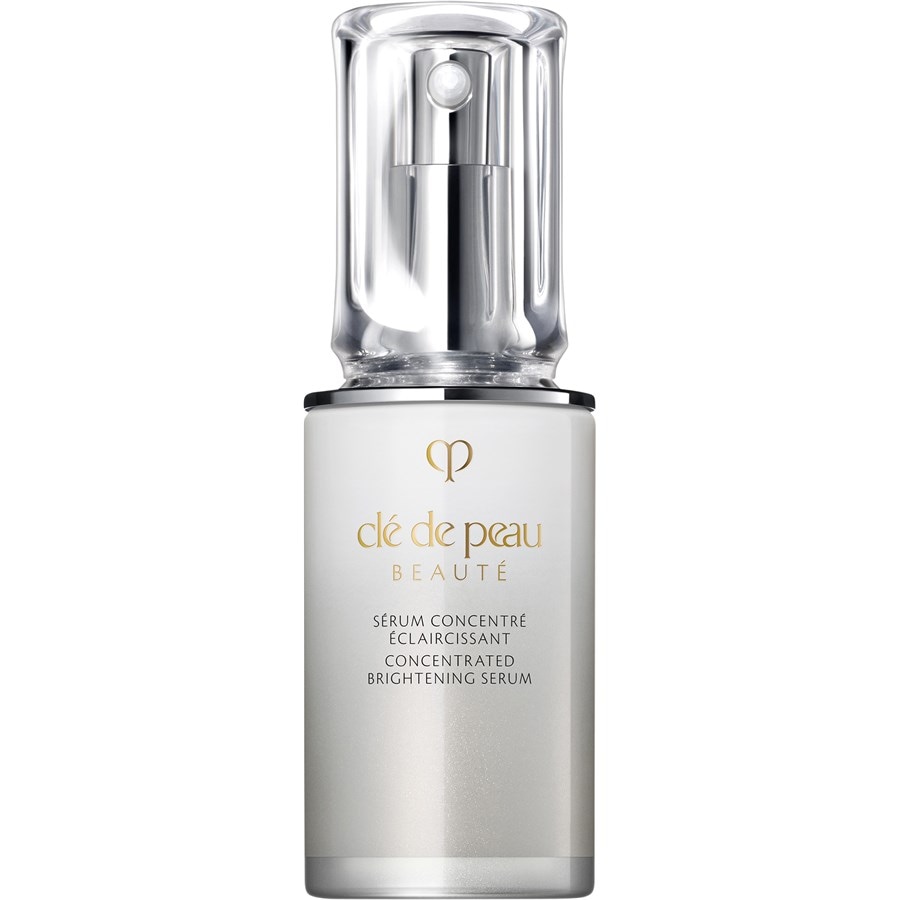 clé de peau
BEAUTÉ
SÉRUM CONCENTRÉ
ÉCLAIRCISSANT
CONCENTRATED
BRIGHTENING SERUM